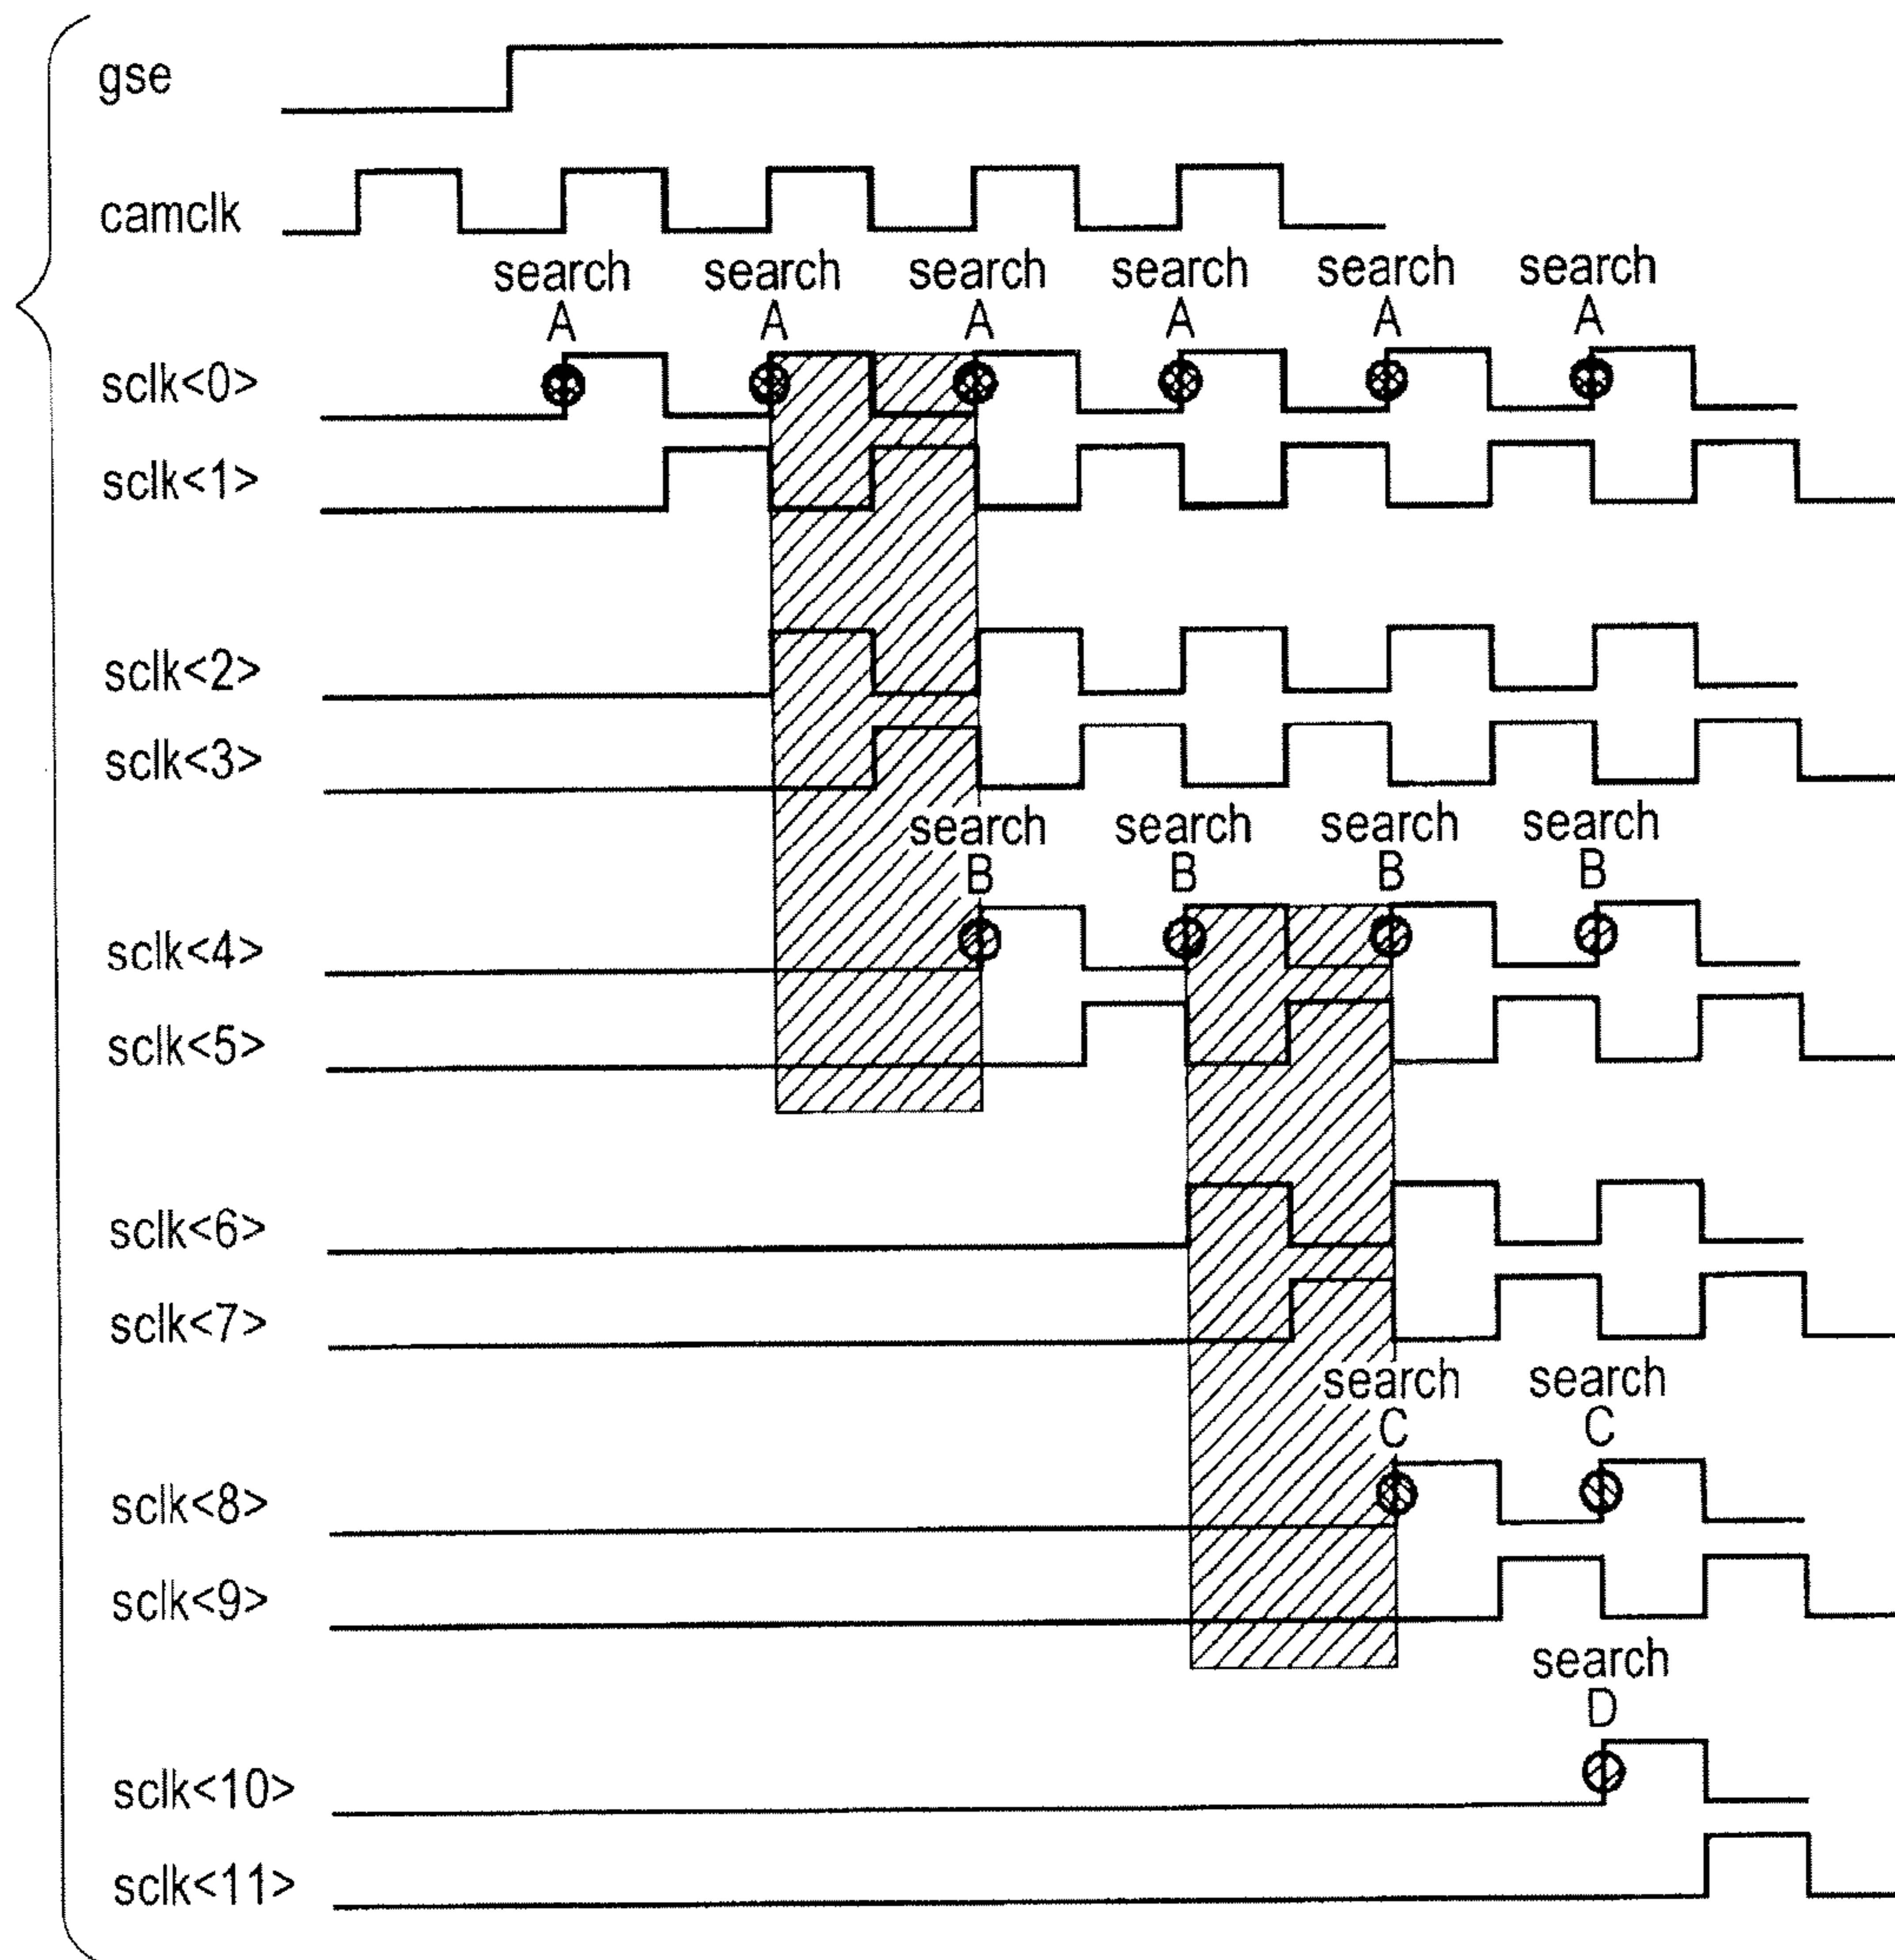 gse
camclk
search search search search search search
A A A A A A
sclk<0>
sclk<1>
sclk<2>
sclk<3>
search search search search
B B B B
sclk<4>
sclk<5>
sclk<6>
sclk<7>
search search
C C
sclk<8>
sclk<9>
search
D
sclk<10>
sclk<11>